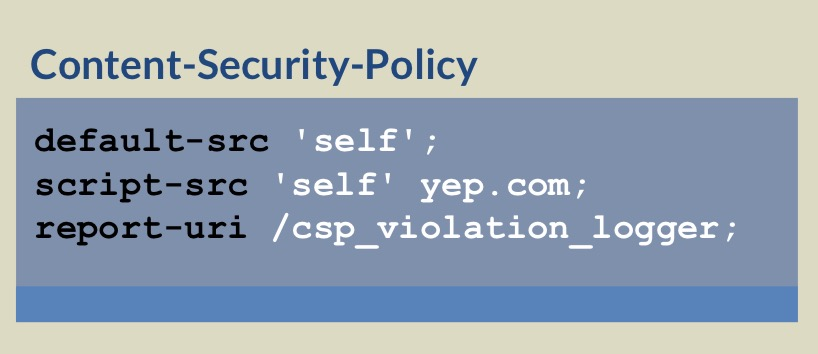 Content-Security-Policy
default-src 'self';
script-src 'self' yep.com;
report-uri /csp_violation_logger;